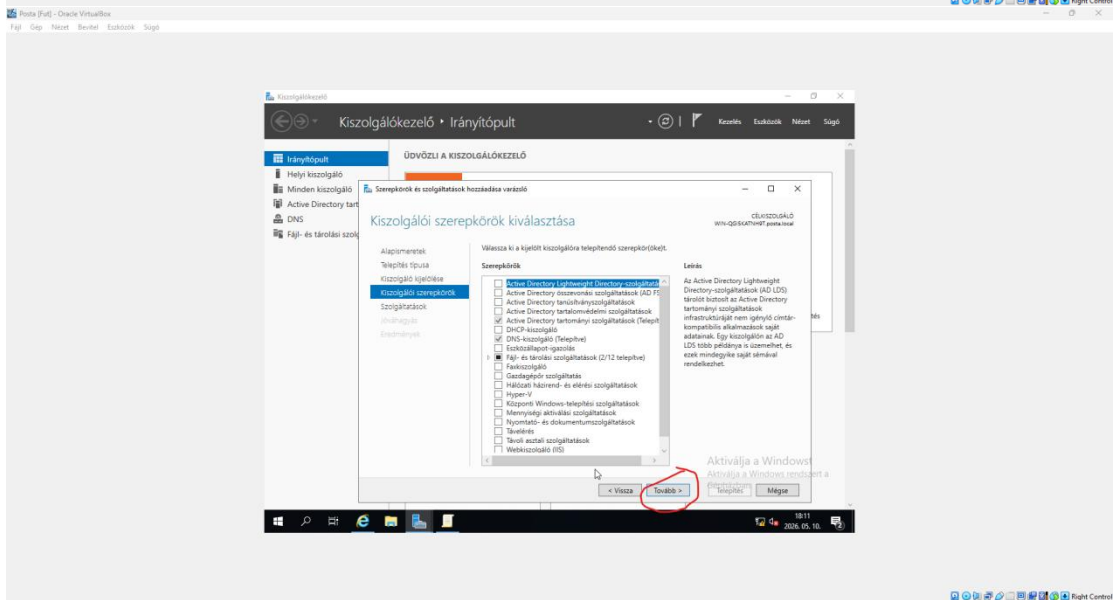 Right Control
Posta [Fut] - Oracle VirtualBox
Fájl Gép Nézet Bevitel Eszközök Súgó
Kiszolgálókezelő
Kiszolgálókezelő • Irányítópult
Kezelés Eszközök Nézet Súgó
Irányítópult
Helyi kiszolgáló
Minden kiszolgáló
Active Directory tart
DNS
Fájl- és tárolási szolg
ÜDVÖZLI A KISZOLGÁLÓKEZELŐ
Szerepkörök és szolgáltatások hozzáadása varázsló
Kiszolgálói szerepkörök kiválasztása
CÉLKISZOLGÁLÓ
Alapismeretek
Telepítés típusa
Kiszolgáló kijelölése
Kiszolgálói szerepkörök
Szolgáltatások
Jóváhagyás
Eredmények
Válassza ki a kijelölt kiszolgálóra telepítendő szerepkör(öke)t.
Szerepkörök
Active Directory Lightweight Directory-szolgáltatás
Active Directory összevonási szolgáltatások (AD FS
Active Directory tanúsítványszolgáltatások
Active Directory tartalomvédelmi szolgáltatások
Active Directory tartományi szolgáltatások (Telepít
DHCP-kiszolgáló
DNS-kiszolgáló (Telepítve)
Eszközállapot-igazolás
Fájl- és tárolási szolgáltatások (2/12 telepítve)
Faxkiszolgáló
Gazdagépőr szolgáltatás
Hálózati házirend- és elérési szolgáltatások
Hyper-V
Központi Windows-telepítési szolgáltatások
Mennyiségi aktiválási szolgáltatások
Nyomtató- és dokumentumszolgáltatások
Távelérés
Távoli asztali szolgáltatások
Webkiszolgáló (IIS)
Leírás
Az Active Directory Lightweight
Directory-szolgáltatások (AD LDS)
tárolót biztosít az Active Directory
tartományi szolgáltatások
infrastruktúráját nem igénylő címtár-
kompatibilis alkalmazások saját
adatainak. Egy kiszolgálón az AD
LDS több példánya is üzemelhet, és
ezek mindegyike saját sémával
rendelkezhet.
tés
Aktiválja a Windowst
Aktiválja a Windows rendszert a
< Vissza Tovább > Telepítés Mégse
18:11
2026. 05. 10.
Right Control